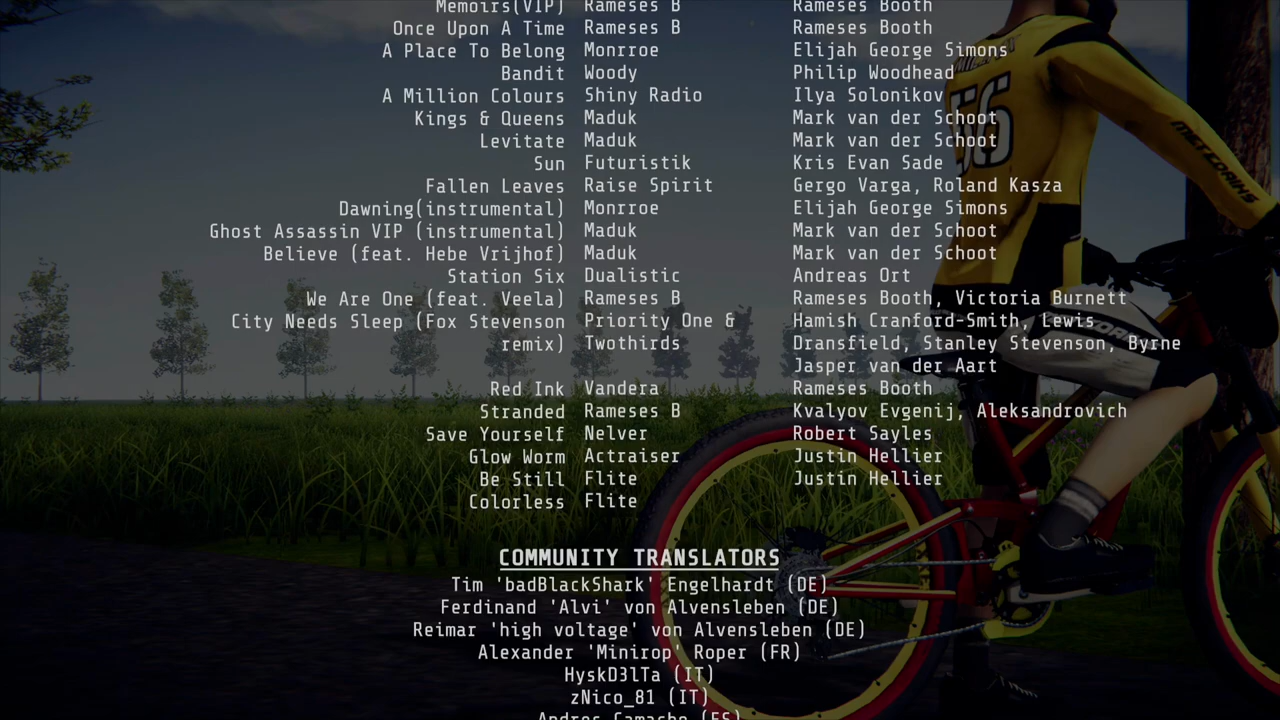 Memoirs(VIP) Rameses B Rameses Booth
Once Upon A Time Rameses B Rameses Booth
A Place To Belong Monrroe Elijah George Simons
Bandit Woody Philip Woodhead
A Million Colours Shiny Radio Ilya Solonikov
Kings & Queens Maduk Mark van der Schoot
Levitate Maduk Mark van der Schoot
Sun Futuristik Kris Evan Sade
Fallen Leaves Raise Spirit Gergo Varga, Roland Kasza
Dawning(instrumental) Monrroe Elijah George Simons
Ghost Assassin VIP (instrumental) Maduk Mark van der Schoot
Believe (feat. Hebe Vrijhof) Maduk Mark van der Schoot
Station Six Dualistic Andreas Ort
We Are One (feat. Veela) Rameses B Rameses Booth, Victoria Burnett
City Needs Sleep (Fox Stevenson Priority One & Hamish Cranford-Smith, Lewis
remix) Twothirds Dransfield, Stanley Stevenson, Byrne
Jasper van der Aart
Red Ink Vandera Rameses Booth
Stranded Rameses B Kvalyov Evgenij, Aleksandrovich
Save Yourself Nelver Robert Sayles
Glow Worm Actraiser Justin Hellier
Be Still Flite Justin Hellier
Colorless Flite
COMMUNITY TRANSLATORS
Tim 'badBlackShark' Engelhardt (DE)
Ferdinand 'Alvi' von Alvensleben (DE)
Reimar 'high voltage' von Alvensleben (DE)
Alexander 'Minirop' Roper (FR)
HyskD3lTa (IT)
zNico_81 (IT)
Andres Camacho (ES)
56
METEORING